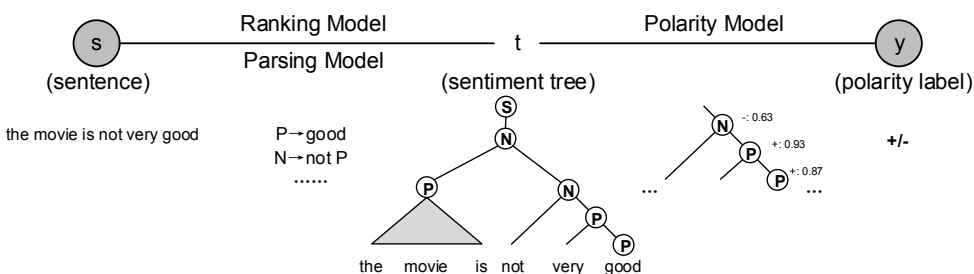 Ranking Model
Polarity Model
s
t
y
Parsing Model
(sentence)
(sentiment tree)
(polarity label)
the movie is not very good
P→good
N→not P
......
S
N
P
N
P
P
the movie is not very good
N
-: 0.63
P
+: 0.93
P
+: 0.87
...
...
+/-